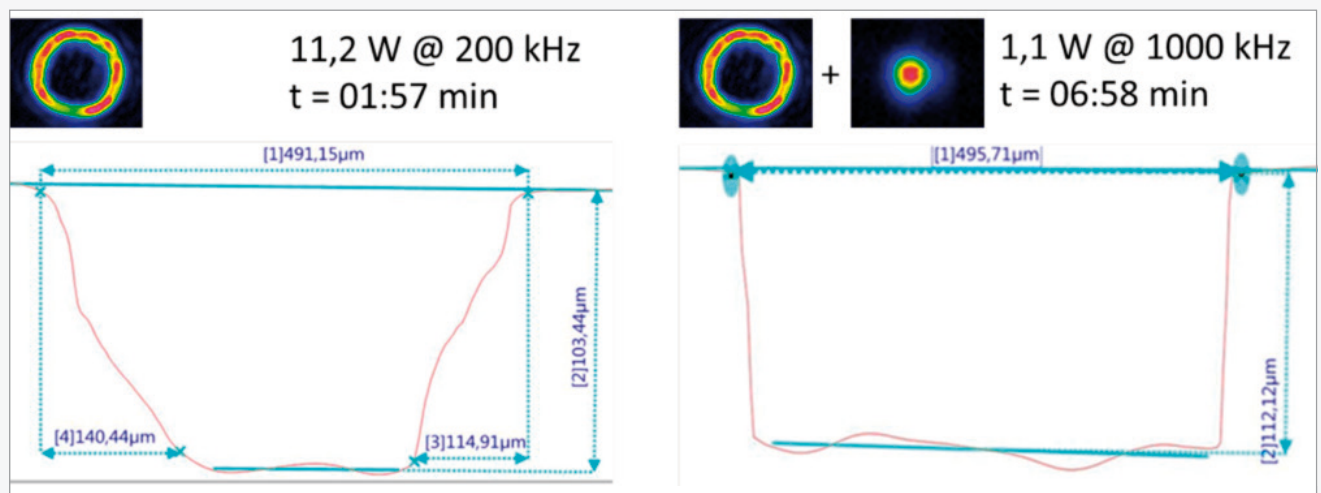 11,2 W @ 200 kHz
t = 01:57 min
[1]491,15µm
[2]103,44µm
[4]140,44µm
[3]114,91µm
+
1,1 W @ 1000 kHz
t = 06:58 min
[1]495,71µm
[2]112,12µm